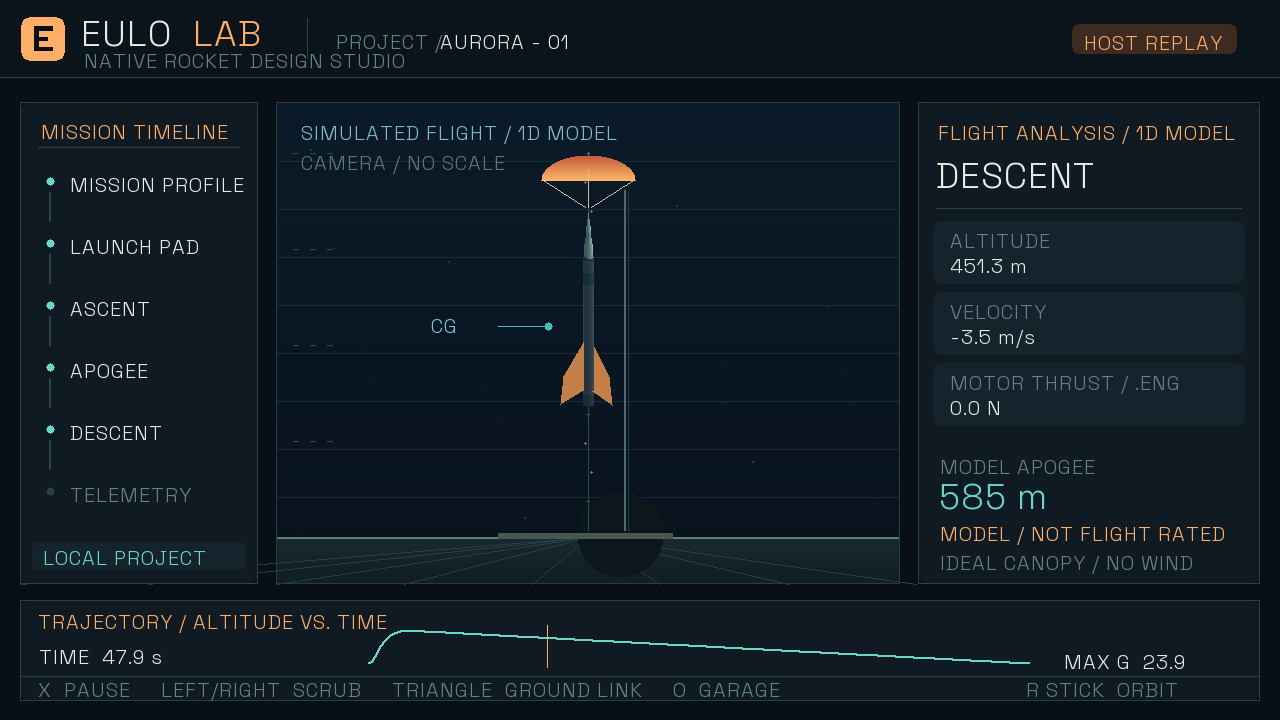 E EULO LAB
NATIVE ROCKET DESIGN STUDIO
PROJECT /AURORA - 01
HOST REPLAY
MISSION TIMELINE
MISSION PROFILE
LAUNCH PAD
ASCENT
APOGEE
DESCENT
TELEMETRY
LOCAL PROJECT
SIMULATED FLIGHT / 1D MODEL
CAMERA / NO SCALE
CG
FLIGHT ANALYSIS / 1D MODEL
DESCENT
ALTITUDE
451.3 m
VELOCITY
-3.5 m/s
MOTOR THRUST / .ENG
0.0 N
MODEL APOGEE
585 m
MODEL / NOT FLIGHT RATED
IDEAL CANOPY / NO WIND
TRAJECTORY / ALTITUDE VS. TIME
TIME 47.9 s
MAX G 23.9
X PAUSE LEFT/RIGHT SCRUB TRIANGLE GROUND LINK O GARAGE R STICK ORBIT